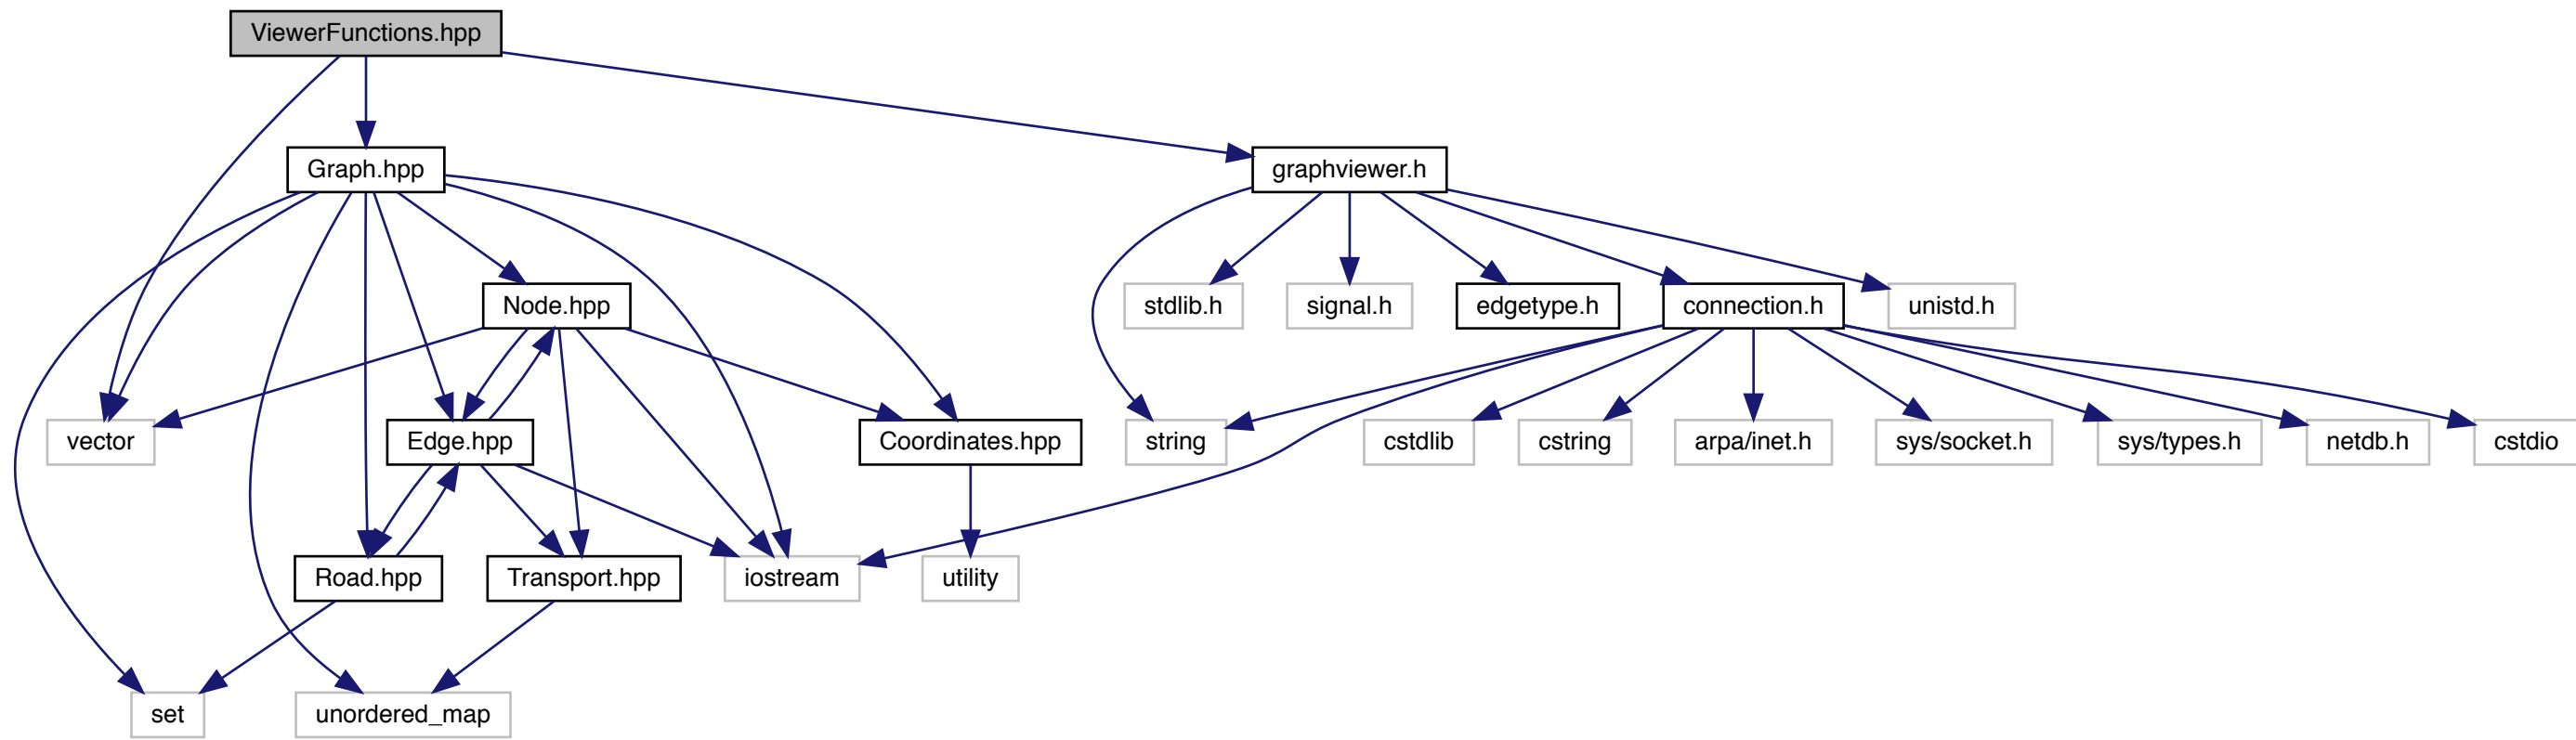 ViewerFunctions.hpp
Graph.hpp
graphviewer.h
Node.hpp
stdlib.h
signal.h
edgetype.h
connection.h
unistd.h
vector
Edge.hpp
Coordinates.hpp
string
cstdlib
cstring
arpa/inet.h
sys/socket.h
sys/types.h
netdb.h
cstdio
Road.hpp
Transport.hpp
iostream
utility
set
unordered_map